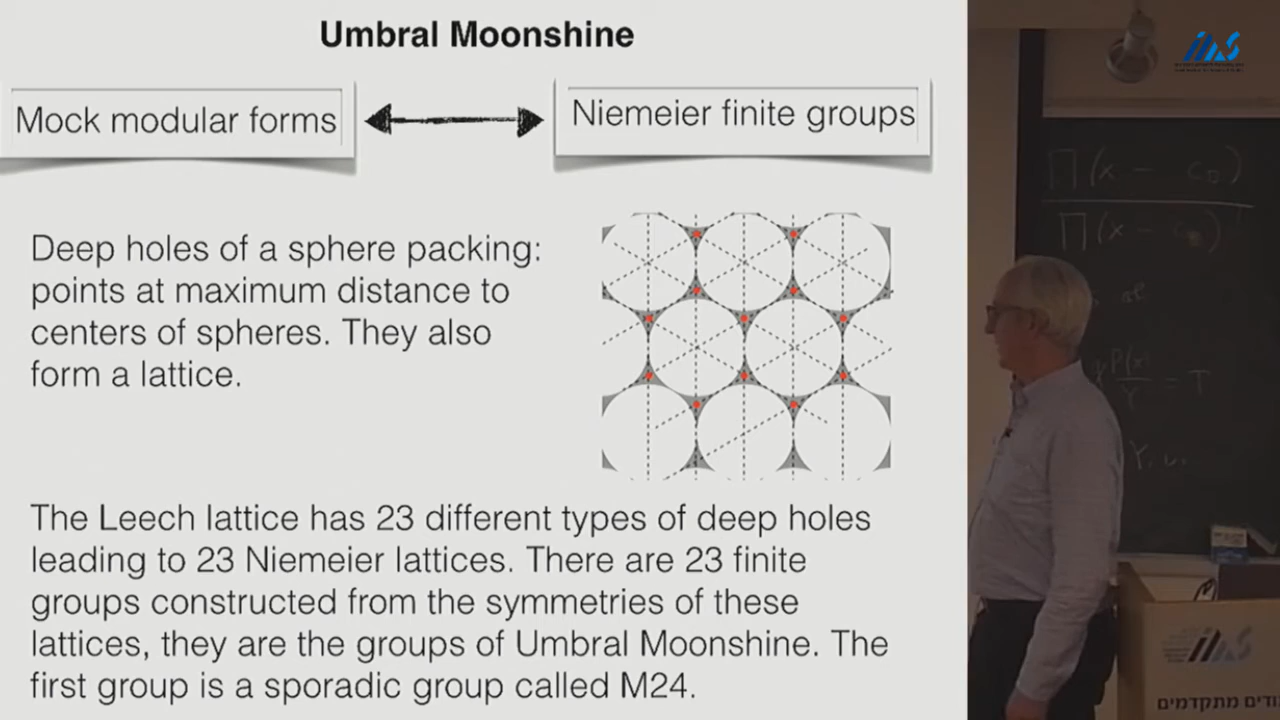 Umbral Moonshine
Mock modular forms
Niemeier finite groups
Deep holes of a sphere packing:
points at maximum distance to
centers of spheres. They also
form a lattice.
The Leech lattice has 23 different types of deep holes
leading to 23 Niemeier lattices. There are 23 finite
groups constructed from the symmetries of these
lattices, they are the groups of Umbral Moonshine. The
first group is a sporadic group called M24.
IIAS
∏(x - c₀)
∏(x - )
P(x)
= T
IIAS
מתקדמים